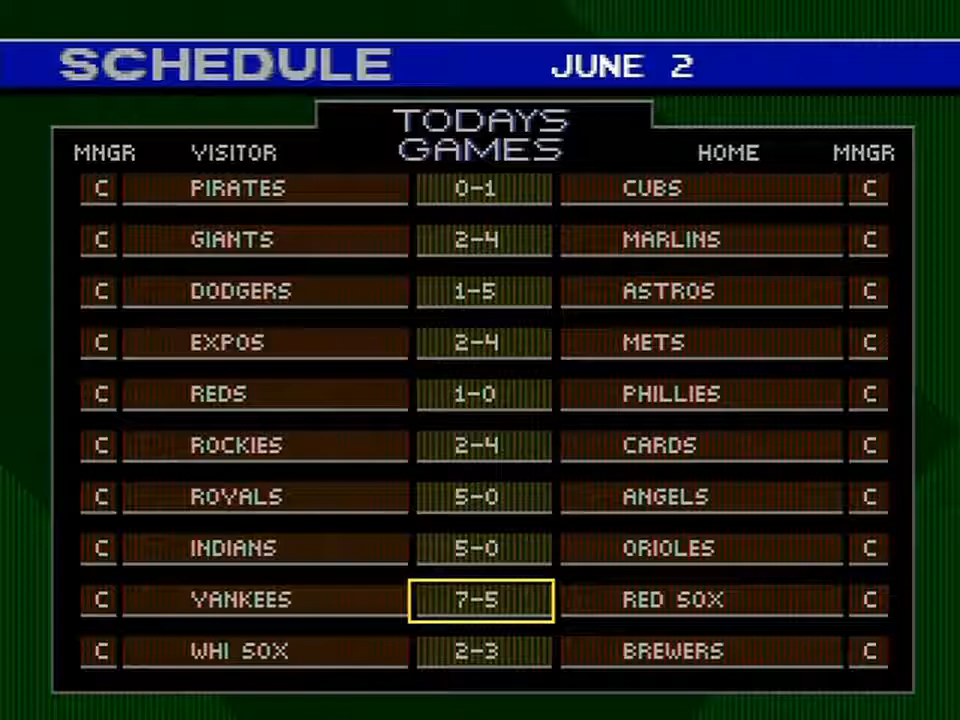 SCHEDULE JUNE 2
TODAYS
GAMES
MNGR VISITOR HOME MNGR
C PIRATES 0-1 CUBS C
C GIANTS 2-4 MARLINS C
C DODGERS 1-5 ASTROS C
C EXPOS 2-4 METS C
C REDS 1-0 PHILLIES C
C ROCKIES 2-4 CARDS C
C ROYALS 5-0 ANGELS C
C INDIANS 5-0 ORIOLES C
C YANKEES 7-5 RED SOX C
C WHI SOX 2-3 BREWERS C